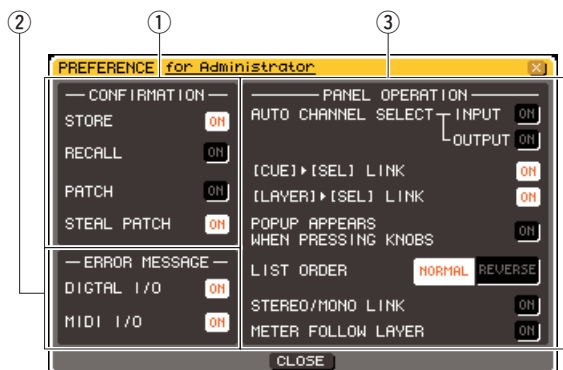 ② ① ③
PREFERENCE for Administrator
CONFIRMATION
STORE ON
RECALL ON
PATCH ON
STEAL PATCH ON
ERROR MESSAGE
DIGTAL I/O ON
MIDI I/O ON
PANEL OPERATION
AUTO CHANNEL SELECT INPUT ON
OUTPUT ON
[CUE]▸[SEL] LINK ON
[LAYER]▸[SEL] LINK ON
POPUP APPEARS
WHEN PRESSING KNOBS ON
LIST ORDER NORMAL REVERSE
STEREO/MONO LINK ON
METER FOLLOW LAYER ON
CLOSE